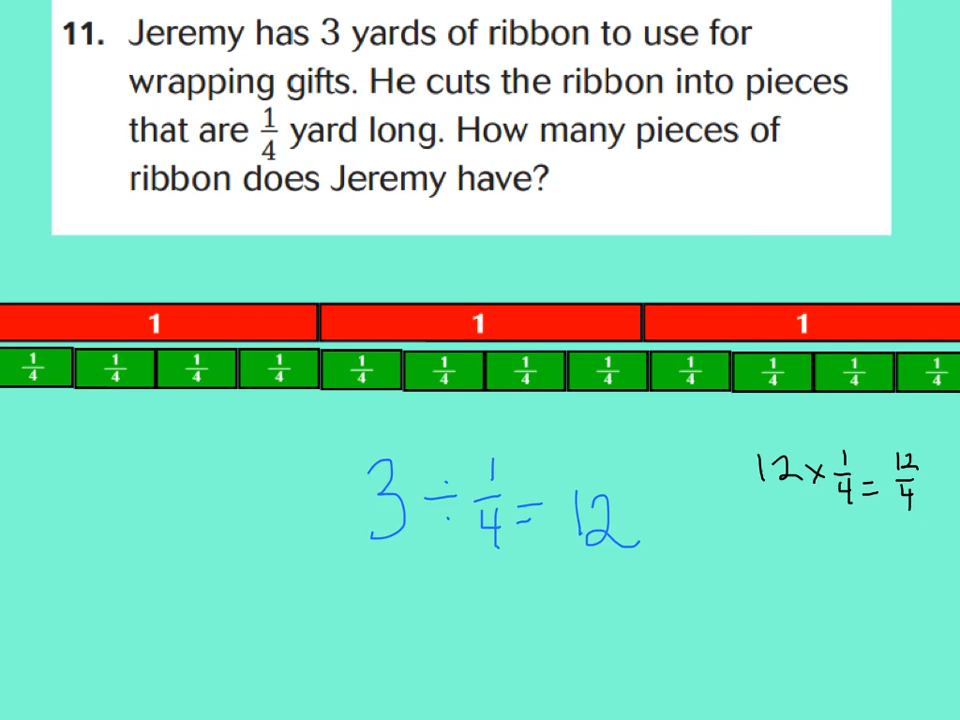 11. Jeremy has 3 yards of ribbon to use for
wrapping gifts. He cuts the ribbon into pieces
that are 1/4 yard long. How many pieces of
ribbon does Jeremy have?
1 1 1
1/4 1/4 1/4 1/4 1/4 1/4 1/4 1/4 1/4 1/4 1/4 1/4
3 ÷ 1/4 = 12
12 × 1/4 = 12/4